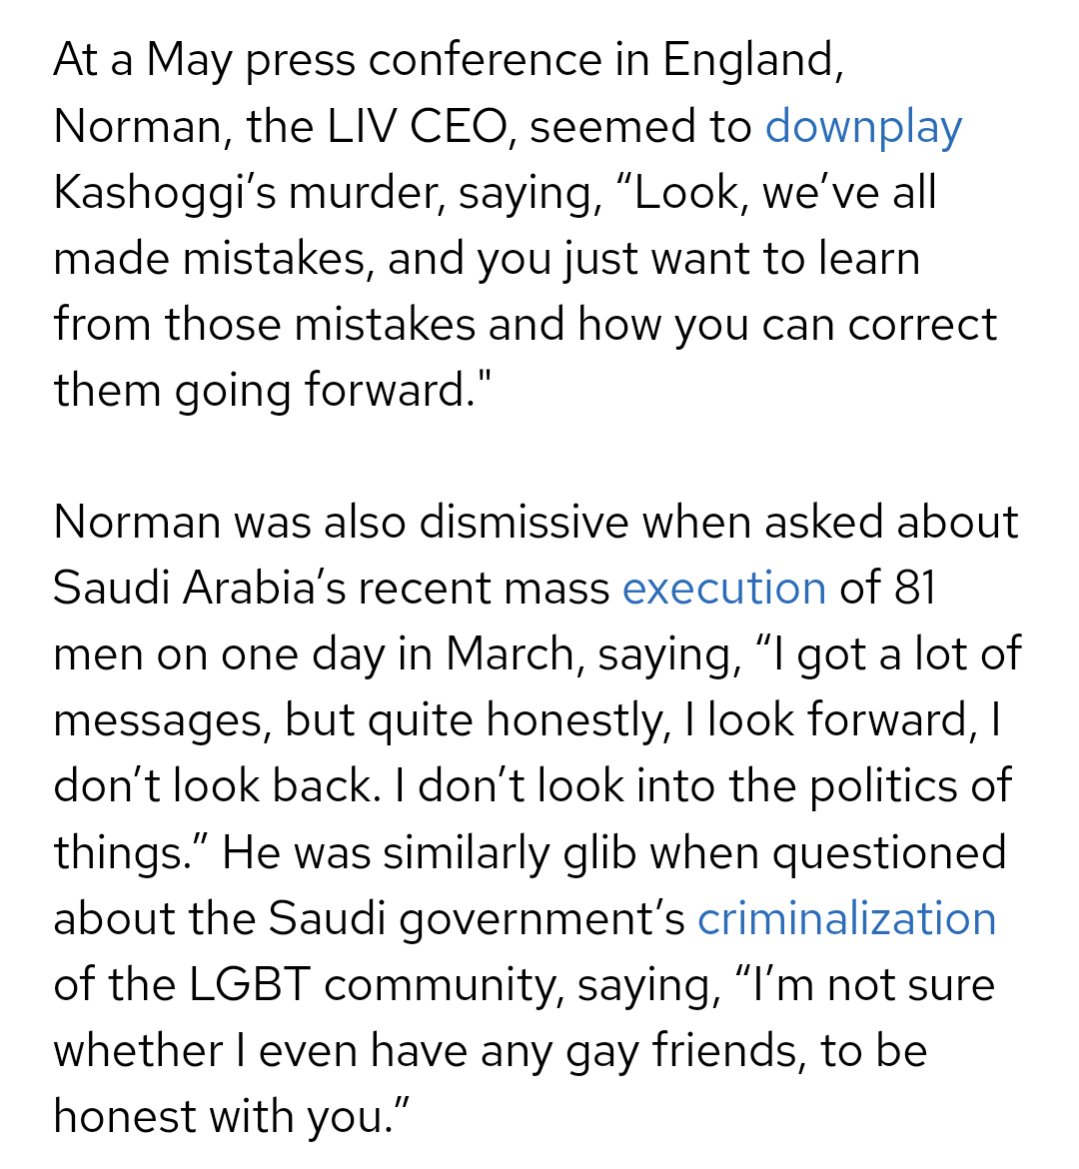 At a May press conference in England,
Norman, the LIV CEO, seemed to downplay
Kashoggi’s murder, saying, “Look, we’ve all
made mistakes, and you just want to learn
from those mistakes and how you can correct
them going forward."
Norman was also dismissive when asked about
Saudi Arabia’s recent mass execution of 81
men on one day in March, saying, “I got a lot of
messages, but quite honestly, I look forward, I
don’t look back. I don’t look into the politics of
things.” He was similarly glib when questioned
about the Saudi government’s criminalization
of the LGBT community, saying, “I’m not sure
whether I even have any gay friends, to be
honest with you.”